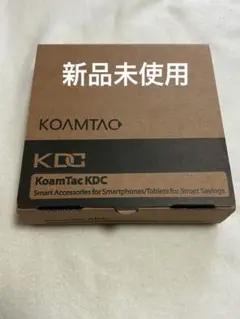 新品未使用
KOAMTAC
KDC
KoamTac KDC
Smart Accessories for Smartphones/Tablets for Smart Savings